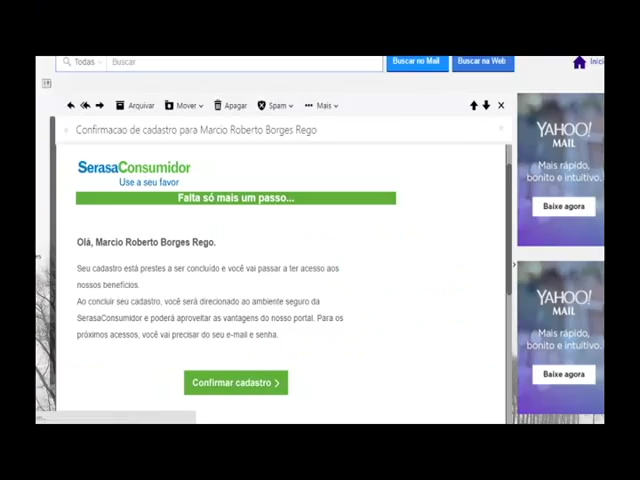 Todas
Buscar
Buscar no Mail
Buscar na Web
Iníci
Arquivar
Mover
Apagar
Spam
Mais
Confirmacao de cadastro para Marcio Roberto Borges Rego
SerasaConsumidor
Use a seu favor
Falta só mais um passo...
Olá, Marcio Roberto Borges Rego.
Seu cadastro está prestes a ser concluído e você vai passar a ter acesso aos
nossos benefícios.
Ao concluir seu cadastro, você será direcionado ao ambiente seguro da
SerasaConsumidor e poderá aproveitar as vantagens do nosso portal. Para os
próximos acessos, você vai precisar do seu e-mail e senha.
Confirmar cadastro
YAHOO!
MAIL
Mais rápido,
bonito e intuitivo.
Baixe agora
YAHOO!
MAIL
Mais rápido,
bonito e intuitivo.
Baixe agora